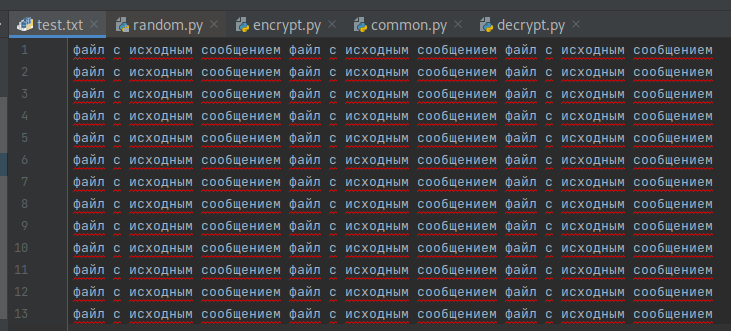 test.txt random.py encrypt.py common.py decrypt.py
1 файл с исходным сообщением файл с исходным сообщением файл с исходным сообщением
2 файл с исходным сообщением файл с исходным сообщением файл с исходным сообщением
3 файл с исходным сообщением файл с исходным сообщением файл с исходным сообщением
4 файл с исходным сообщением файл с исходным сообщением файл с исходным сообщением
5 файл с исходным сообщением файл с исходным сообщением файл с исходным сообщением
6 файл с исходным сообщением файл с исходным сообщением файл с исходным сообщением
7 файл с исходным сообщением файл с исходным сообщением файл с исходным сообщением
8 файл с исходным сообщением файл с исходным сообщением файл с исходным сообщением
9 файл с исходным сообщением файл с исходным сообщением файл с исходным сообщением
10 файл с исходным сообщением файл с исходным сообщением файл с исходным сообщением
11 файл с исходным сообщением файл с исходным сообщением файл с исходным сообщением
12 файл с исходным сообщением файл с исходным сообщением файл с исходным сообщением
13 файл с исходным сообщением файл с исходным сообщением файл с исходным сообщением